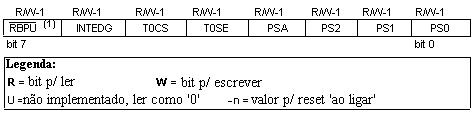 R/W-1 R/W-1 R/W-1 R/W-1 R/W-1 R/W-1 R/W-1 R/W-1
RBPU (1) INTEDG T0CS T0SE PSA PS2 PS1 PS0
bit 7 bit 0
Legenda:
R = bit p/ ler W = bit p/ escrever
U =não implementado, ler como '0' -n = valor p/ reset 'ao ligar'